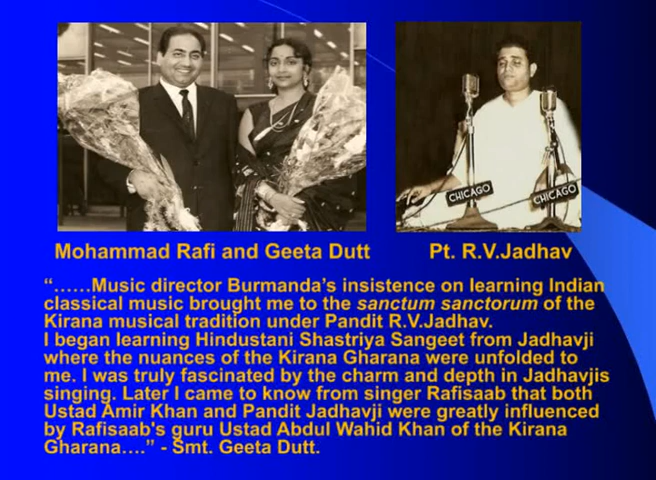 CHICAGO
CHICAGO
Mohammad Rafi and Geeta Dutt
Pt. R.V.Jadhav
“……Music director Burmanda’s insistence on learning Indian
classical music brought me to the sanctum sanctorum of the
Kirana musical tradition under Pandit R.V.Jadhav.
I began learning Hindustani Shastriya Sangeet from Jadhavji
where the nuances of the Kirana Gharana were unfolded to
me. I was truly fascinated by the charm and depth in Jadhavjis
singing. Later I came to know from singer Rafisaab that both
Ustad Amir Khan and Pandit Jadhavji were greatly influenced
by Rafisaab's guru Ustad Abdul Wahid Khan of the Kirana
Gharana….” - Smt. Geeta Dutt.